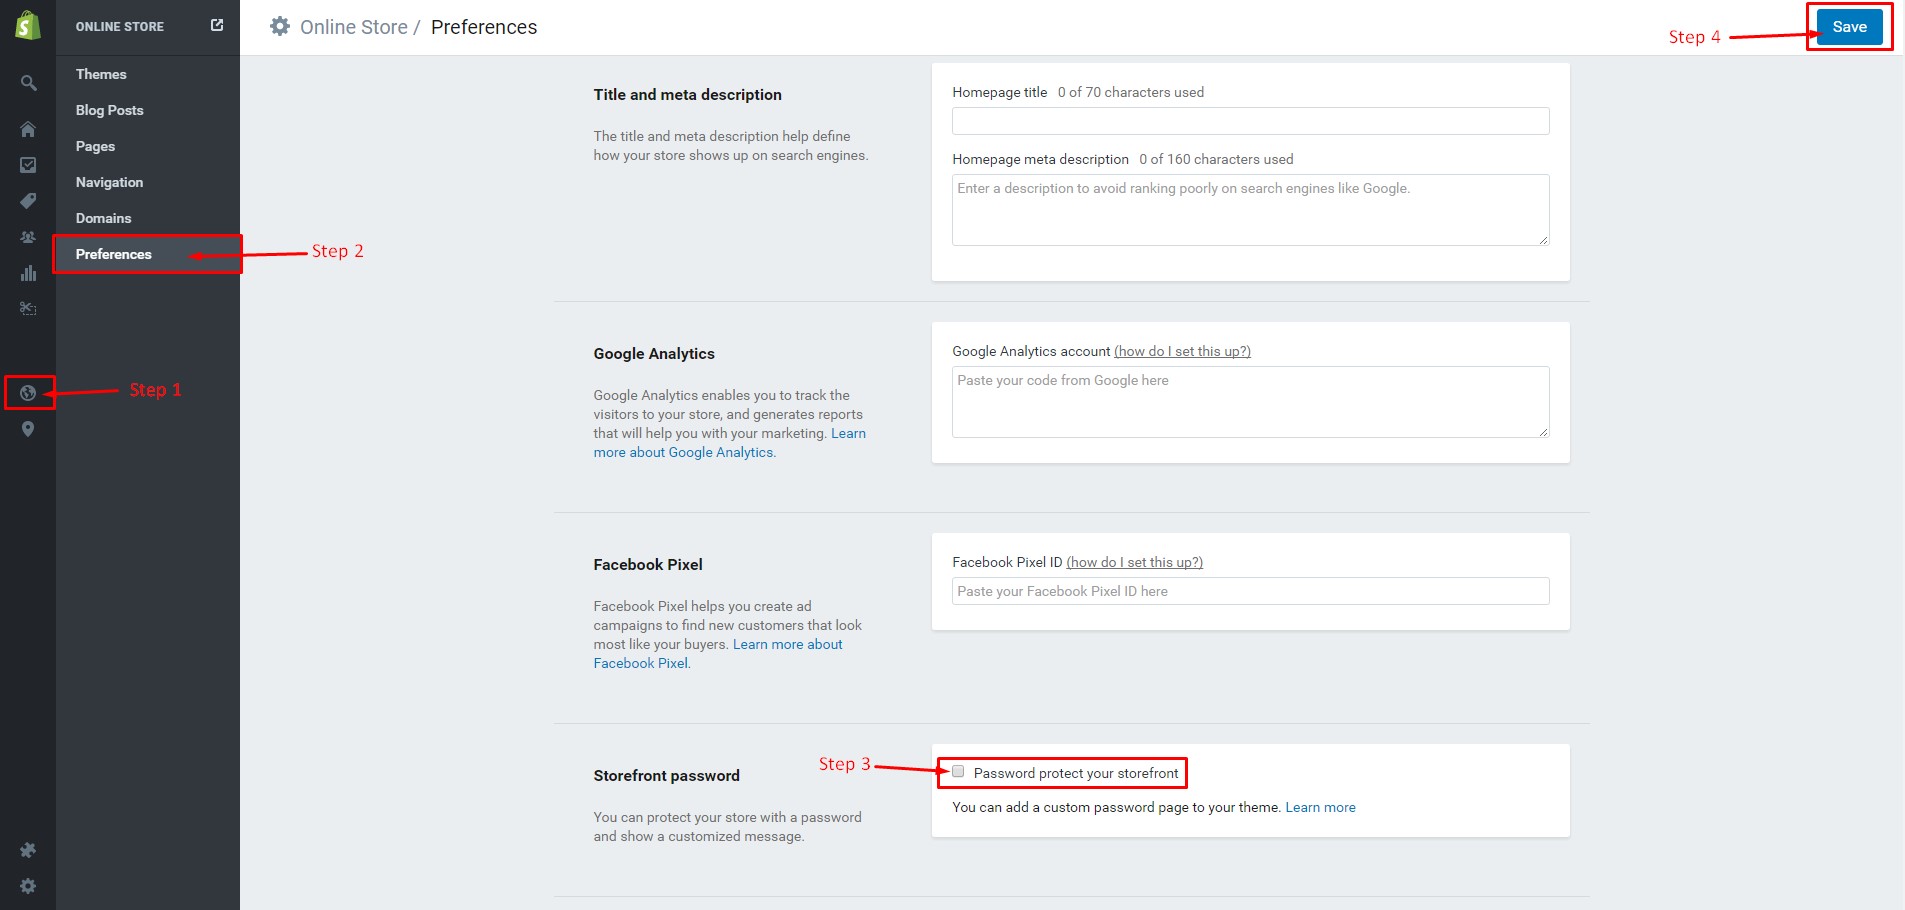 ONLINE STORE
Themes
Blog Posts
Pages
Navigation
Domains
Preferences
Step 2
Step 1
Online Store / Preferences
Step 4
Save
Title and meta description
The title and meta description help define
how your store shows up on search engines.
Homepage title 0 of 70 characters used
Homepage meta description 0 of 160 characters used
Enter a description to avoid ranking poorly on search engines like Google.
Google Analytics
Google Analytics enables you to track the
visitors to your store, and generates reports
that will help you with your marketing. Learn
more about Google Analytics.
Google Analytics account (how do I set this up?)
Paste your code from Google here
Facebook Pixel
Facebook Pixel helps you create ad
campaigns to find new customers that look
most like your buyers. Learn more about
Facebook Pixel.
Facebook Pixel ID (how do I set this up?)
Paste your Facebook Pixel ID here
Storefront password
You can protect your store with a password
and show a customized message.
Step 3
Password protect your storefront
You can add a custom password page to your theme. Learn more